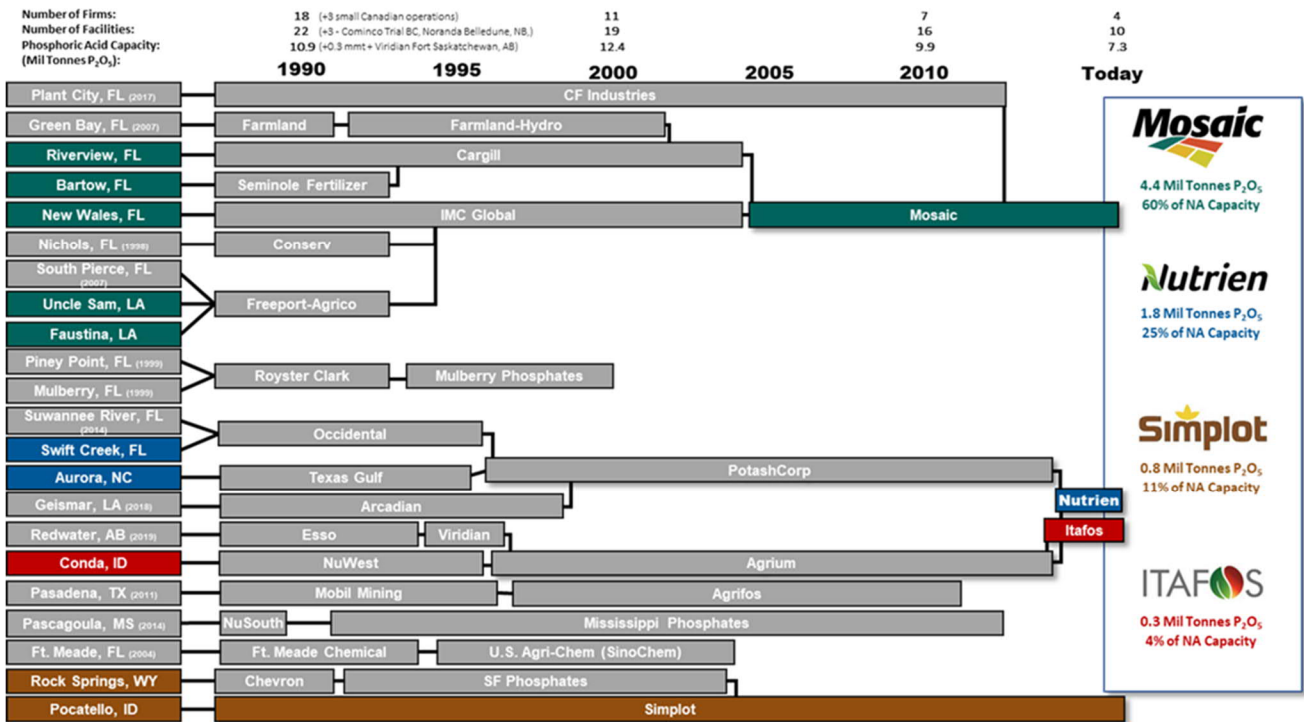 Number of Firms: 18 (+3 small Canadian operations) 11 7 4
Number of Facilities: 22 (+3 - Cominco Trial BC, Noranda Belledune, NB,) 19 16 10
Phosphoric Acid Capacity: 10.9 (+0.3 mmt + Viridian Fort Saskatchewan, AB) 12.4 9.9 7.3
(Mil Tonnes P₂O₅):
1990 1995 2000 2005 2010 Today
Plant City, FL (2017) CF Industries
Green Bay, FL (2007) Farmland Farmland-Hydro
Riverview, FL Cargill
Bartow, FL Seminole Fertilizer
New Wales, FL IMC Global Mosaic
Nichols, FL (1998) Conserv
South Pierce, FL
(2007)
Uncle Sam, LA Freeport-Agrico
Faustina, LA
Piney Point, FL (1999)
Royster Clark Mulberry Phosphates
Mulberry, FL (1999)
Suwannee River, FL
(2014)
Occidental
Swift Creek, FL
PotashCorp
Aurora, NC Texas Gulf
Geismar, LA (2018) Arcadian Nutrien
Redwater, AB (2019) Esso Viridian Itafos
Conda, ID NuWest Agrium
Pasadena, TX (2011) Mobil Mining Agrifos
Pascagoula, MS (2014) NuSouth Mississippi Phosphates
Ft. Meade, FL (2004) Ft. Meade Chemical U.S. Agri-Chem (SinoChem)
Rock Springs, WY Chevron SF Phosphates
Pocatello, ID Simplot
Mosaic
4.4 Mil Tonnes P₂O₅
60% of NA Capacity
Nutrien
1.8 Mil Tonnes P₂O₅
25% of NA Capacity
Simplot
0.8 Mil Tonnes P₂O₅
11% of NA Capacity
ITAFOS
0.3 Mil Tonnes P₂O₅
4% of NA Capacity